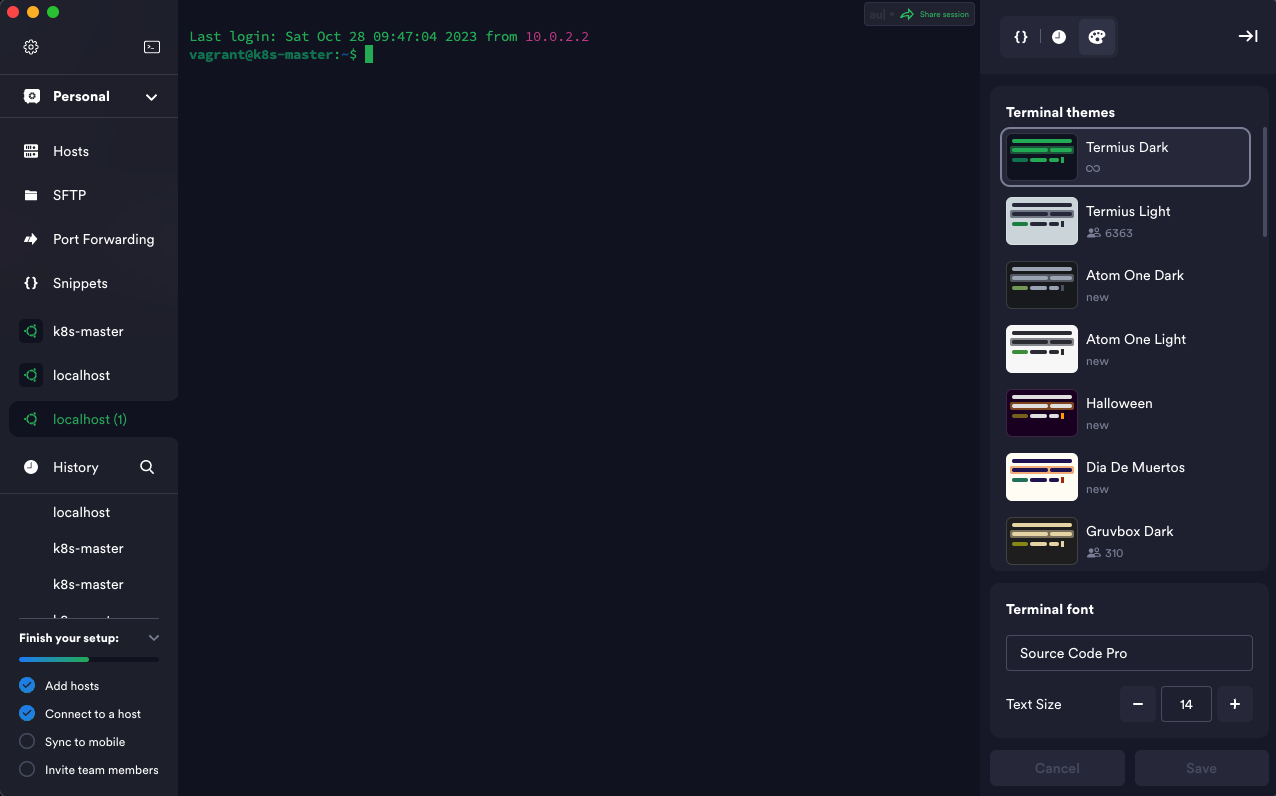 Personal
Hosts
SFTP
Port Forwarding
Snippets
k8s-master
localhost
localhost (1)
History
localhost
k8s-master
k8s-master
Finish your setup:
Add hosts
Connect to a host
Sync to mobile
Invite team members
Share session
Last login: Sat Oct 28 09:47:04 2023 from 10.0.2.2
vagrant@k8s-master:~$
Terminal themes
Termius Dark
∞
Termius Light
6363
Atom One Dark
new
Atom One Light
new
Halloween
new
Dia De Muertos
new
Gruvbox Dark
310
Terminal font
Source Code Pro
Text Size
− 14 +
Cancel Save